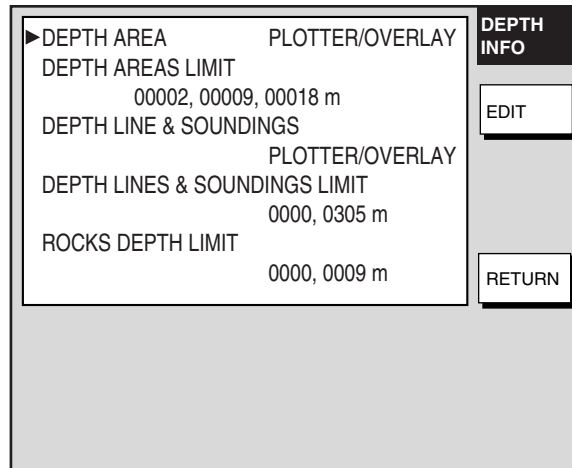 ▶DEPTH AREA PLOTTER/OVERLAY
DEPTH AREAS LIMIT
00002, 00009, 00018 m
DEPTH LINE & SOUNDINGS
PLOTTER/OVERLAY
DEPTH LINES & SOUNDINGS LIMIT
0000, 0305 m
ROCKS DEPTH LIMIT
0000, 0009 m
DEPTH
INFO
EDIT
RETURN